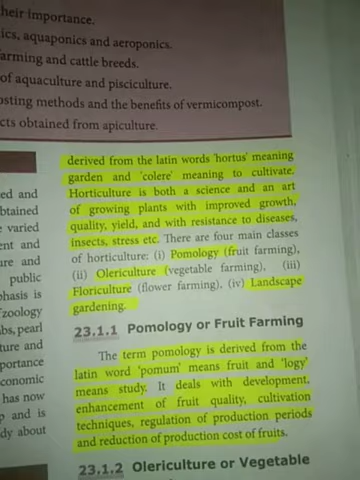 heir importance.
ics, aquaponics and aeroponics.
arming and cattle breeds.
of aquaculture and pisciculture.
osting methods and the benefits of vermicompost.
cts obtained from apiculture.
ed and
btained
e varied
ent and
ure and
public
phasis is
zoology
bs, pearl
ture and
portance
conomic
has now
p and is
dy about
derived from the latin words 'hortus' meaning
garden and 'colere' meaning to cultivate.
Horticulture is both a science and an art
of growing plants with improved growth,
quality, yield, and with resistance to diseases,
insects, stress etc. There are four main classes
of horticulture: (i) Pomology (fruit farming),
(ii) Olericulture (vegetable farming), (iii)
Floriculture (flower farming), (iv) Landscape
gardening.
23.1.1 Pomology or Fruit Farming
The term pomology is derived from the
latin word 'pomum' means fruit and 'logy'
means study. It deals with development,
enhancement of fruit quality, cultivation
techniques, regulation of production periods
and reduction of production cost of fruits.
23.1.2 Olericulture or Vegetable